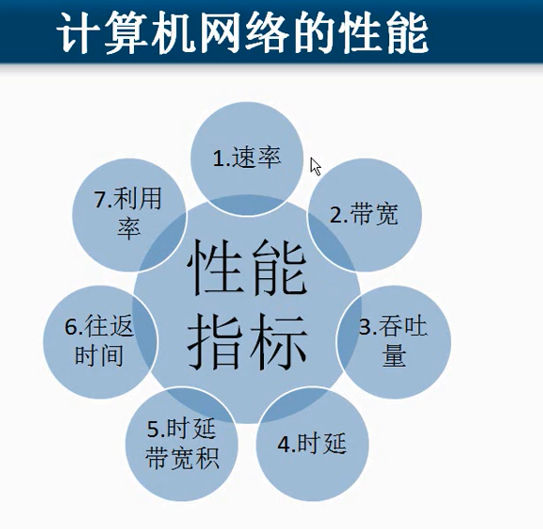 计算机网络的性能
1.速率
2.带宽
3.吞吐
量
4.时延
5.时延
带宽积
6.往返
时间
7.利用
率
性能
指标